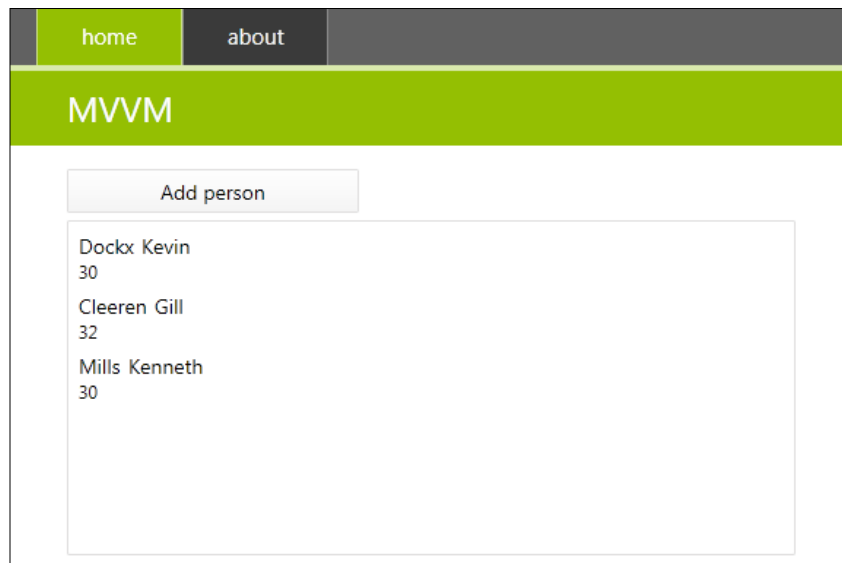 home about
MVVM
Add person
Dockx Kevin
30
Cleeren Gill
32
Mills Kenneth
30